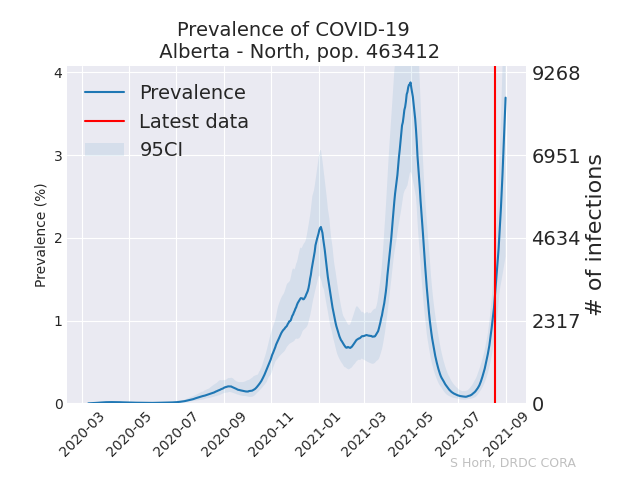 Prevalence of COVID-19
Alberta - North, pop. 463412
Prevalence
Latest data
95CI
Prevalence (%)
4
3
2
1
0
9268
6951
4634
2317
0
# of infections
2020-03
2020-05
2020-07
2020-09
2020-11
2021-01
2021-03
2021-05
2021-07
2021-09
S Horn, DRDC CORA